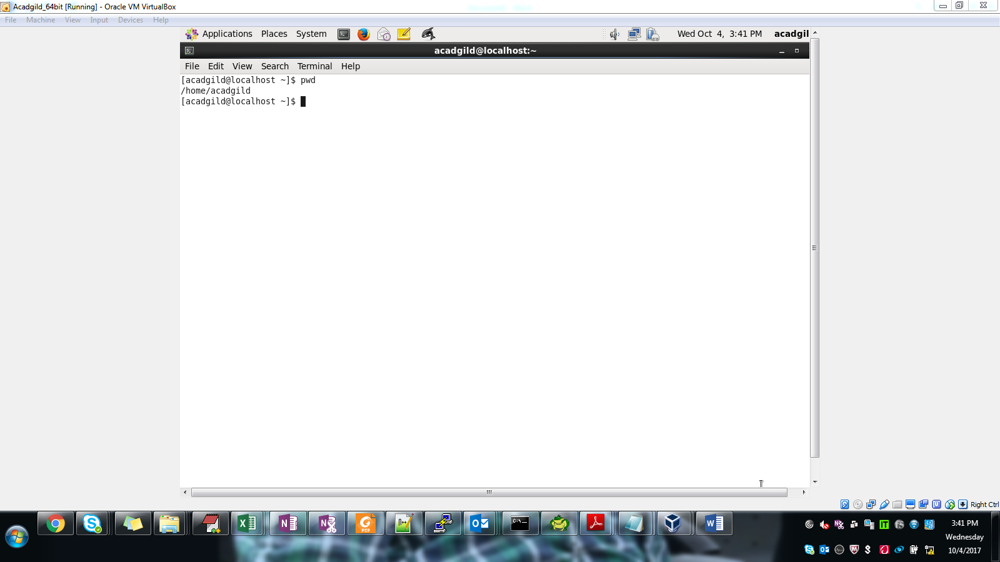 Acadgild_64bit [Running] - Oracle VM VirtualBox
File Machine View Input Devices Help
Applications Places System Wed Oct 4, 3:41 PM acadgil
acadgild@localhost:~
File Edit View Search Terminal Help
[acadgild@localhost ~]$ pwd
/home/acadgild
[acadgild@localhost ~]$
Right Ctrl
3:41 PM
Wednesday
10/4/2017